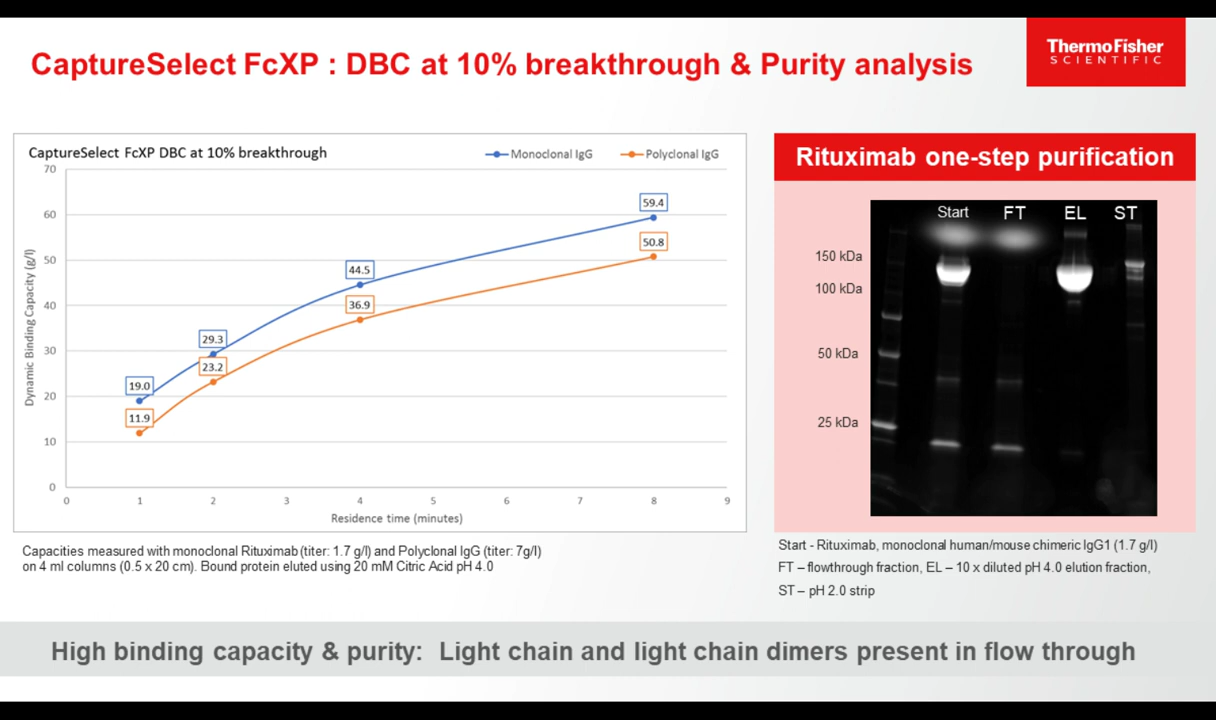 CaptureSelect FcXP : DBC at 10% breakthrough & Purity analysis
ThermoFisher
SCIENTIFIC
CaptureSelect FcXP DBC at 10% breakthrough
Monoclonal IgG
Polyclonal IgG
Dynamic Binding Capacity (g/l)
70
60
50
40
30
20
10
0
19.0
29.3
44.5
59.4
11.9
23.2
36.9
50.8
0
1
2
3
4
5
6
7
8
9
Residence time (minutes)
Capacities measured with monoclonal Rituximab (titer: 1.7 g/l) and Polyclonal IgG (titer: 7g/l)
on 4 ml columns (0.5 x 20 cm). Bound protein eluted using 20 mM Citric Acid pH 4.0
Rituximab one-step purification
Start FT EL ST
150 kDa
100 kDa
50 kDa
25 kDa
Start - Rituximab, monoclonal human/mouse chimeric IgG1 (1.7 g/l)
FT – flowthrough fraction, EL – 10 x diluted pH 4.0 elution fraction,
ST – pH 2.0 strip
High binding capacity & purity: Light chain and light chain dimers present in flow through